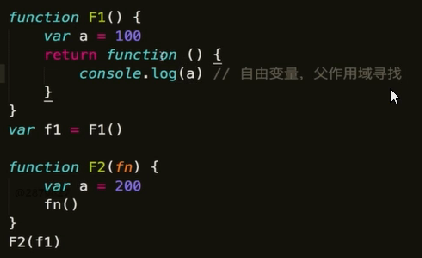 function F1() {
    var a = 100
    return function () {
        console.log(a) // 自由变量，父作用域寻找
    }
}
var f1 = F1()

function F2(fn) {
    var a = 200
    fn()
}
F2(f1)